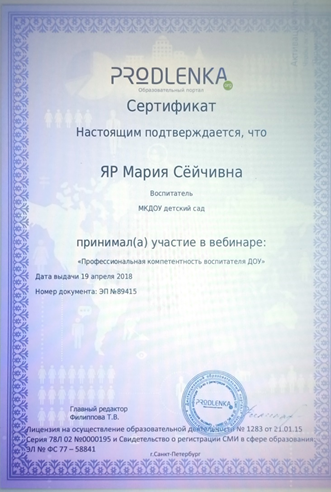 PRODLENKA
Образовательный портал
Сертификат
Настоящим подтверждается, что
ЯР Мария Сёйчивна
Воспитатель
МКДОУ детский сад
принимал(а) участие в вебинаре:
«Профессиональная компетентность воспитателя ДОУ»
Дата выдачи 19 апреля 2018
Номер документа: ЭП №89415
Главный редактор
Филиппова Т.В.
PRODLENKA
Лицензия на осуществление образовательной деятельности № 1283 от 21.01.15
Серия 78Л 02 №0000195 и Свидетельство о регистрации СМИ в сфере образования
ЭЛ № ФС 77 – 58841
г.Санкт-Петербург